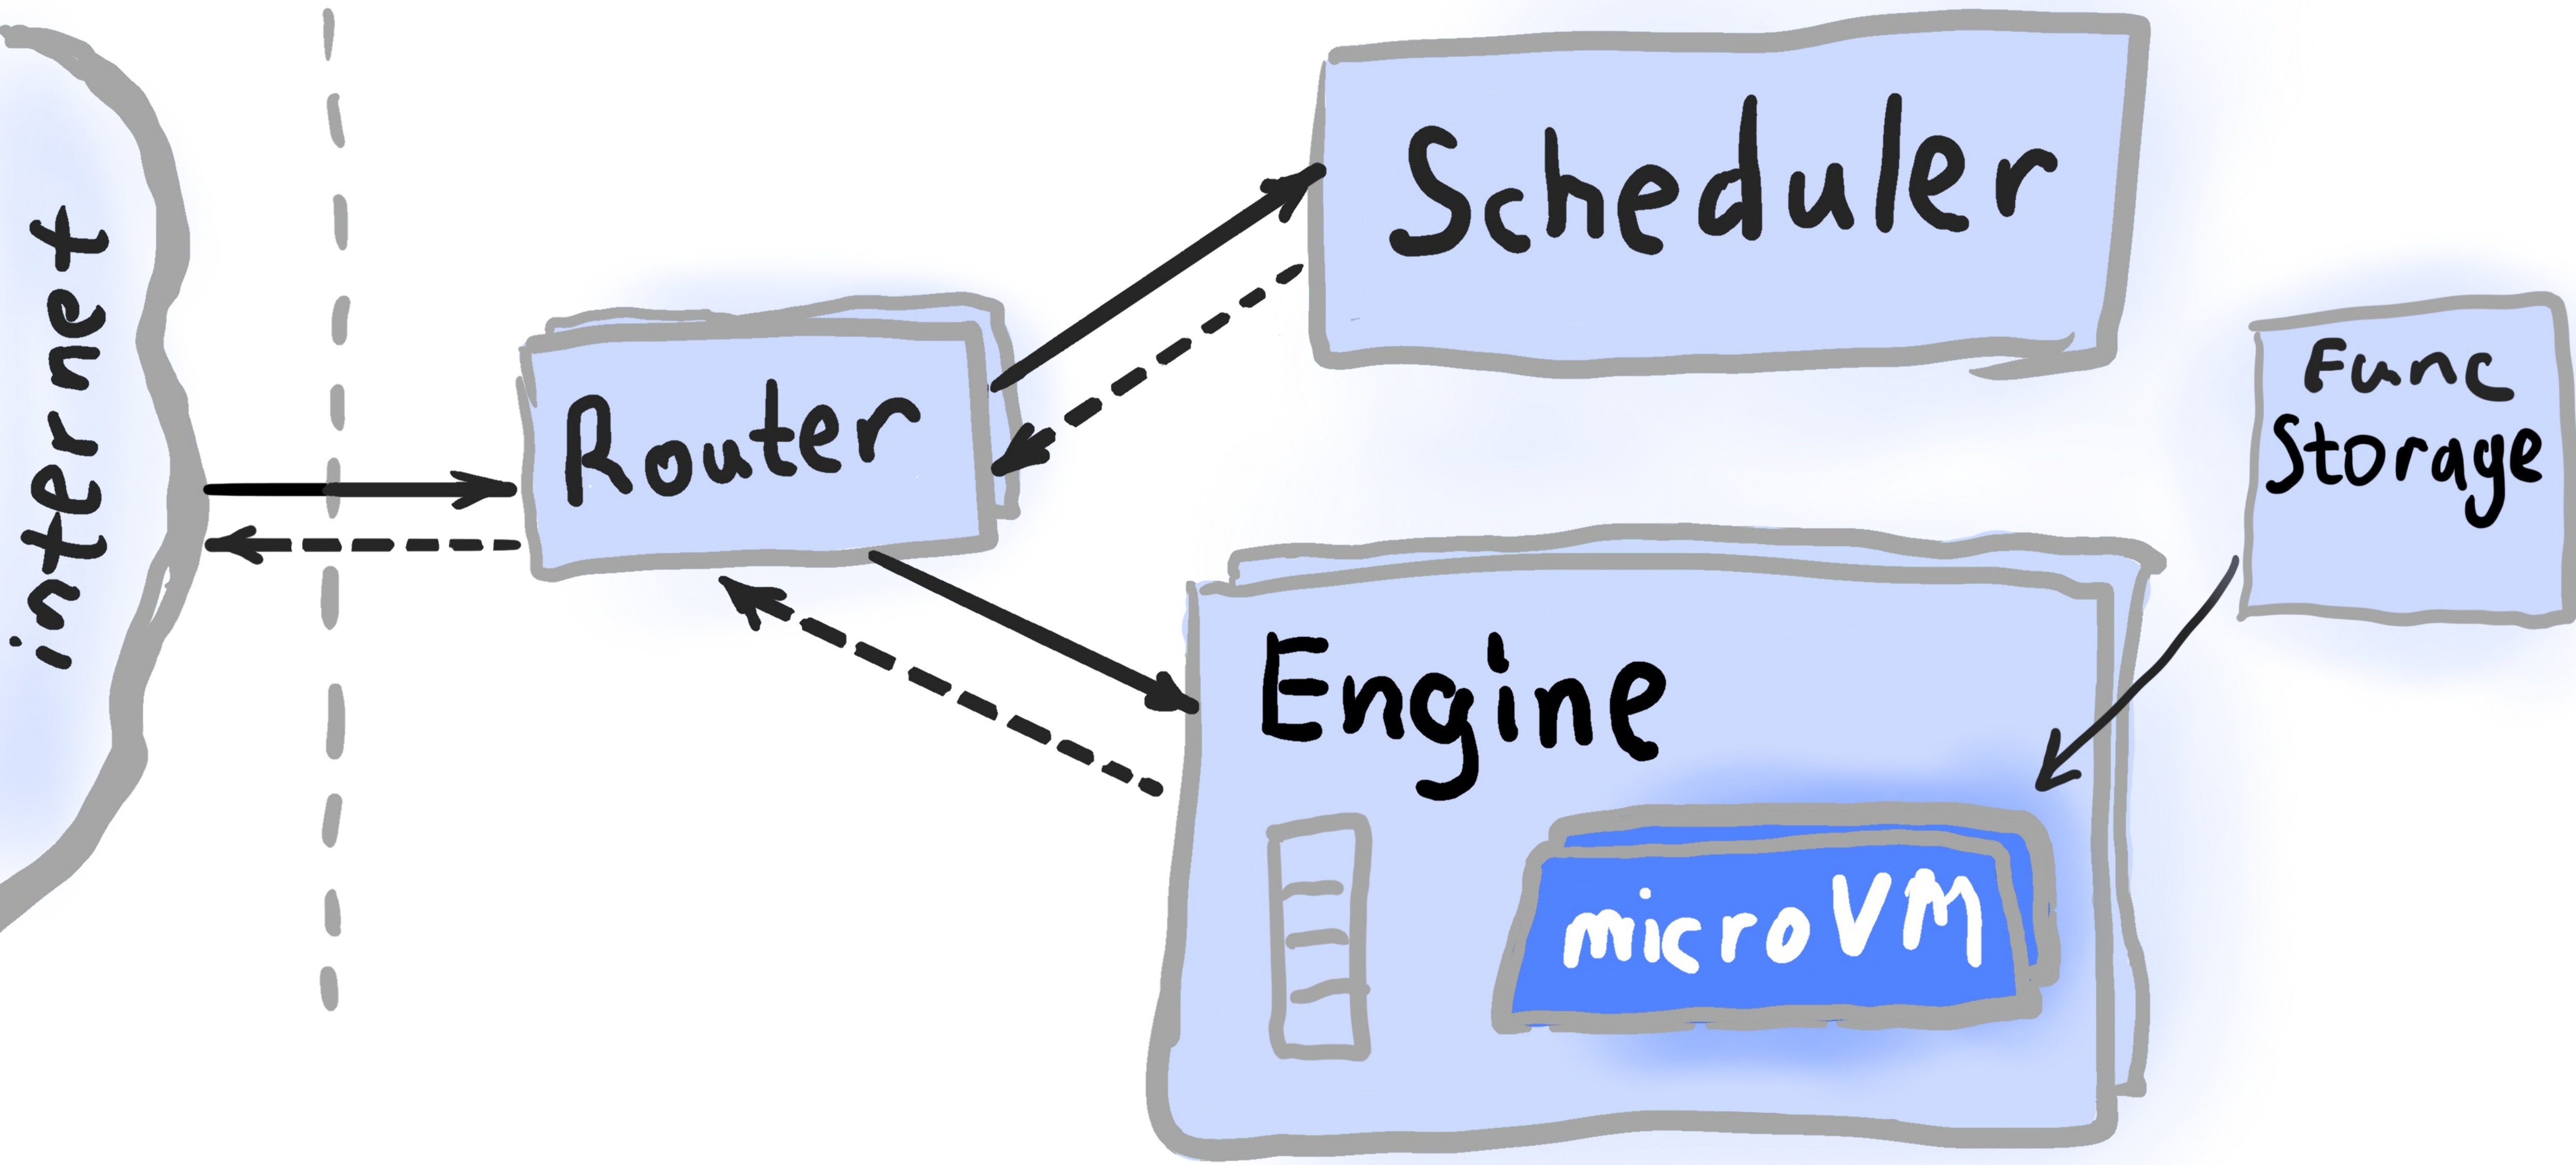 internet
Router
Scheduler
Func
Storage
Engine
microVM